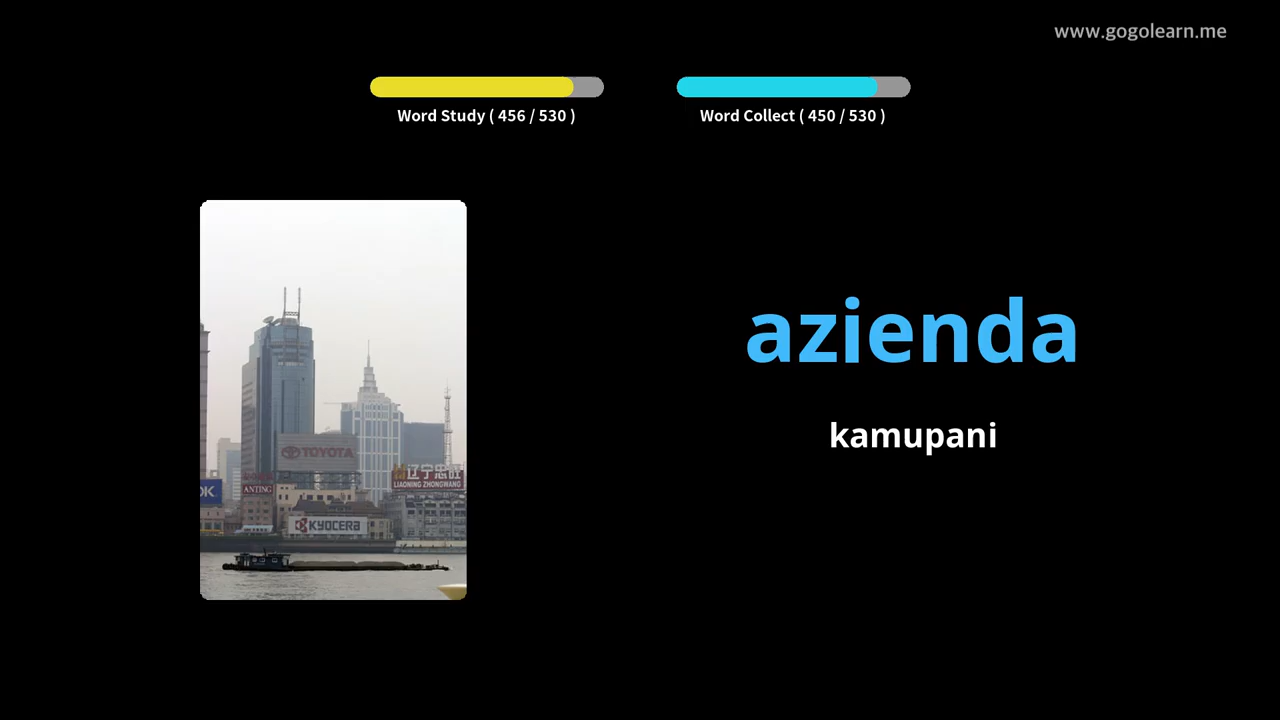 www.gogolearn.me
Word Study ( 456 / 530 )
Word Collect ( 450 / 530 )
azienda
kamupani
TOYOTA
辽宁忠旺
LIAONING ZHONGWANG
OK
ANTING
KYOCERA